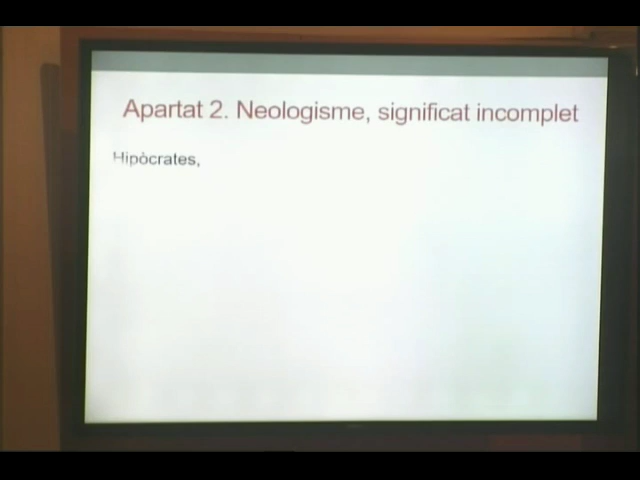 Apartat 2. Neologisme, significat incomplet
Hipòcrates,